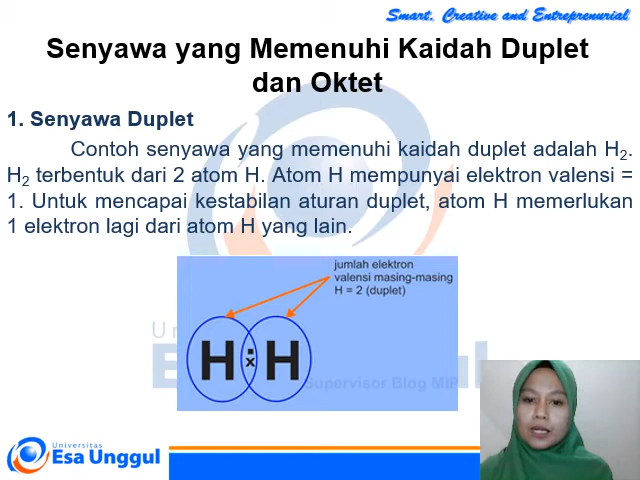 Smart, Creative and Entreprenurial
Senyawa yang Memenuhi Kaidah Duplet
dan Oktet
1. Senyawa Duplet
Contoh senyawa yang memenuhi kaidah duplet adalah H₂.
H₂ terbentuk dari 2 atom H. Atom H mempunyai elektron valensi =
1. Untuk mencapai kestabilan aturan duplet, atom H memerlukan
1 elektron lagi dari atom H yang lain.
jumlah elektron
valensi masing-masing
H = 2 (duplet)
H : x H
Supervisor Blog MIP
Universitas
Esa Unggul